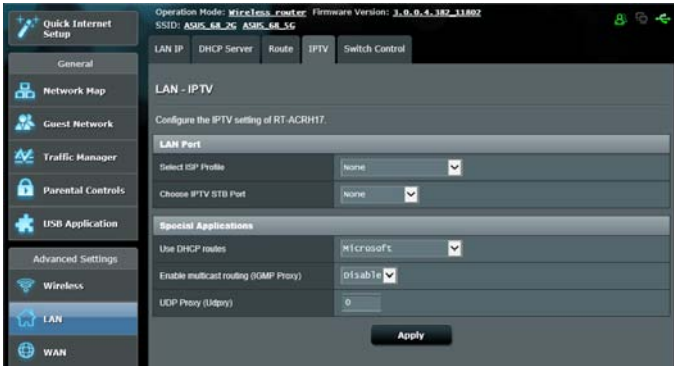 Quick Internet
Setup
General
Network Map
Guest Network
Traffic Manager
Parental Controls
USB Application
Advanced Settings
Wireless
LAN
WAN
Operation Mode: Wireless router Firmware Version: 3.0.0.4.382_11802
SSID: ASUS_68_2G ASUS_68_5G
LAN IP DHCP Server Route IPTV Switch Control
LAN - IPTV
Configure the IPTV setting of RT-ACRH17.
LAN Port
Select ISP Profile None
Choose IPTV STB Port None
Special Applications
Use DHCP routes Microsoft
Enable multicast routing (IGMP Proxy) Disable
UDP Proxy (Udpxy) 0
Apply